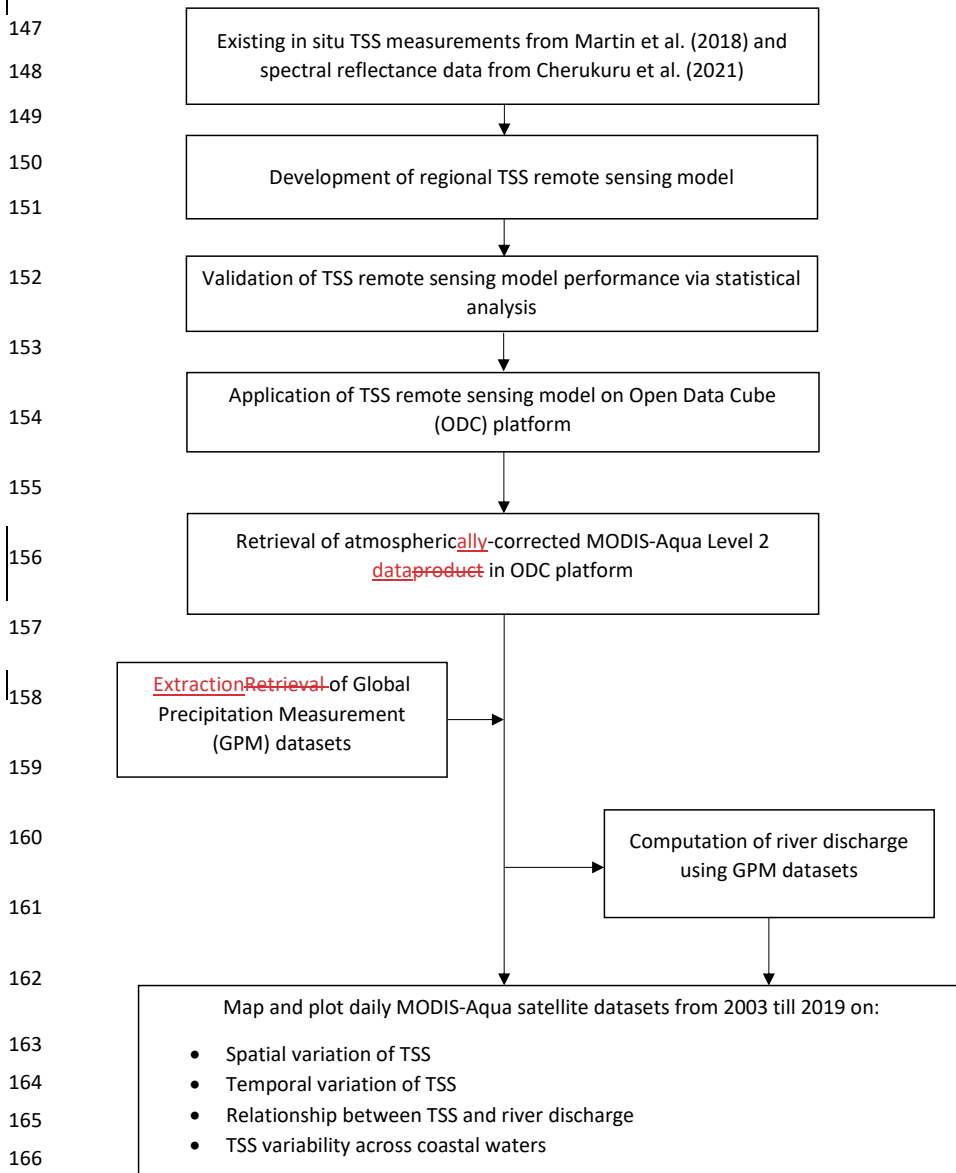 147
Existing in situ TSS measurements from Martin et al. (2018) and
148
spectral reflectance data from Cherukuru et al. (2021)
149
150
Development of regional TSS remote sensing model
151
152
Validation of TSS remote sensing model performance via statistical
analysis
153
Application of TSS remote sensing model on Open Data Cube
154
(ODC) platform
155
Retrieval of atmospherically-corrected MODIS-Aqua Level 2
156
dataproduct in ODC platform
157
ExtractionRetrieval of Global
158
Precipitation Measurement
(GPM) datasets
159
160
Computation of river discharge
using GPM datasets
161
162
Map and plot daily MODIS-Aqua satellite datasets from 2003 till 2019 on:
163
• Spatial variation of TSS
164
• Temporal variation of TSS
165
• Relationship between TSS and river discharge
166
• TSS variability across coastal waters